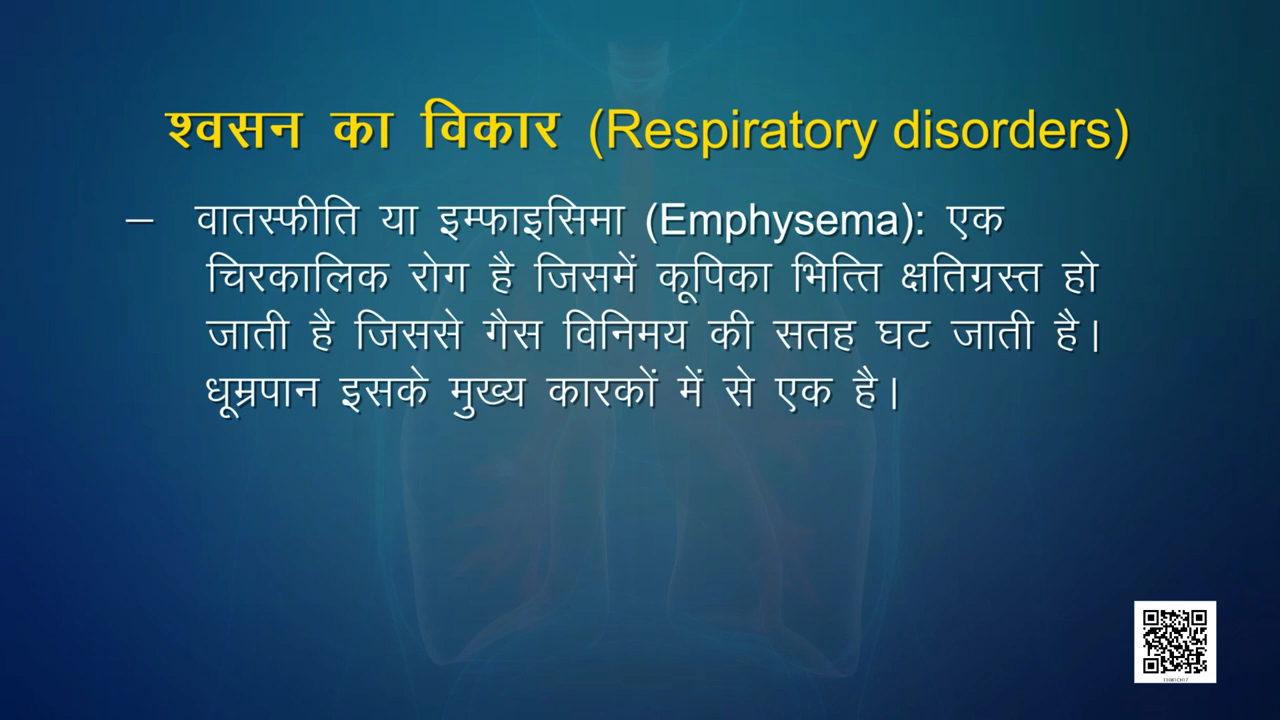 श्वसन का विकार (Respiratory disorders)
– वातस्फीति या इम्फाइसिमा (Emphysema): एक
चिरकालिक रोग है जिसमें कूपिका भित्ति क्षतिग्रस्त हो
जाती है जिससे गैस विनिमय की सतह घट जाती है।
धूम्रपान इसके मुख्य कारकों में से एक है।